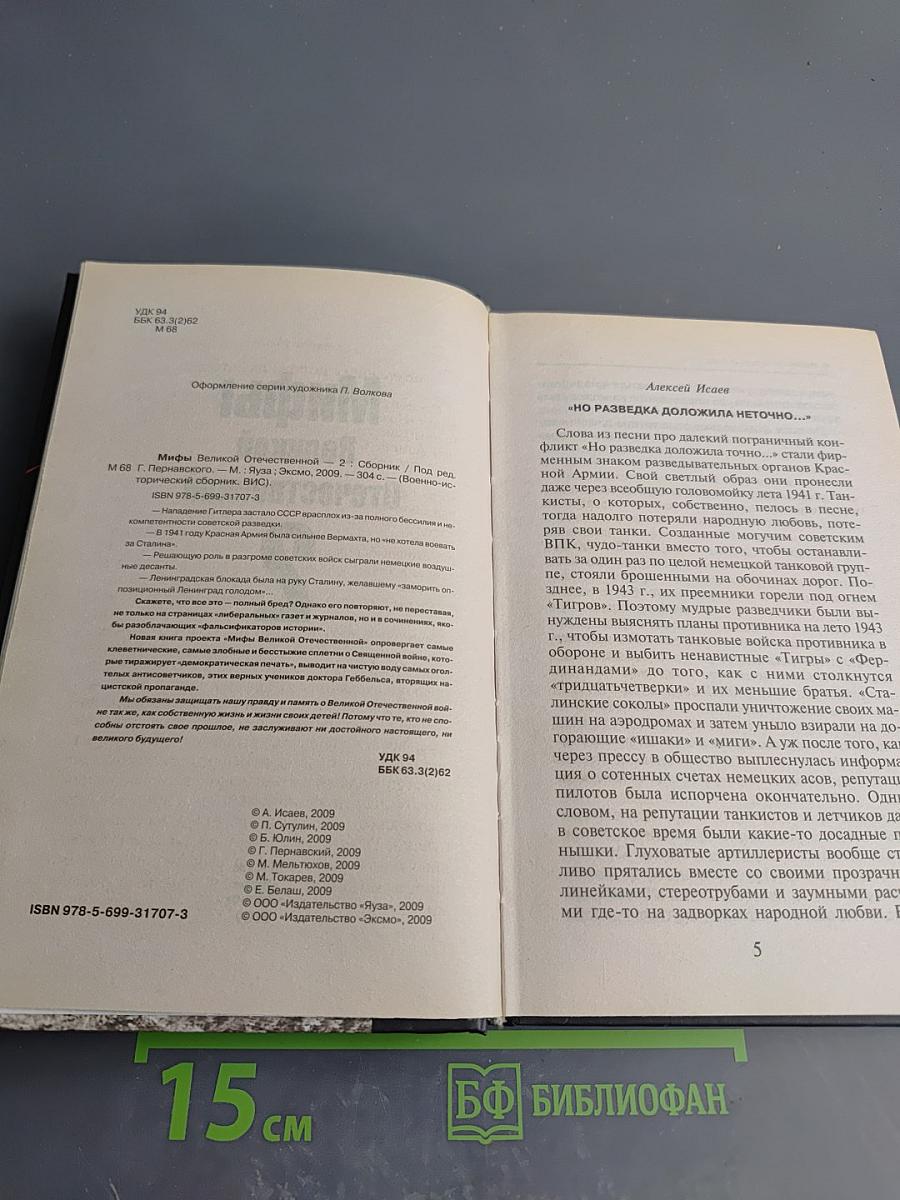 УДК 94
ББК 63.3(2)62
М 68
Оформление серии художника П. Волкова
Мифы Великой Отечественной — 2 : Сборник / Под ред.
М 68 Г. Пернавского. — М. : Яуза ; Эксмо, 2009. — 304 с. — (Военно-ис-
торический сборник. ВИС).
ISBN 978-5-699-31707-3
— Нападение Гитлера застало СССР врасплох из-за полного бессилия и не-
компетентности советской разведки.
— В 1941 году Красная Армия была сильнее Вермахта, но «не хотела воевать
за Сталина».
— Решающую роль в разгроме советских войск сыграли немецкие воздуш-
ные десанты.
— Ленинградская блокада была на руку Сталину, желавшему «заморить оп-
позиционный Ленинград голодом»...
Скажете, что все это — полный бред? Однако его повторяют, не переставая,
не только на страницах «либеральных» газет и журналов, но и в сочинениях, яко-
бы разоблачающих «фальсификаторов истории».
Новая книга проекта «Мифы Великой Отечественной» опровергает самые
клеветнические, самые злобные и бесстыжие сплетни о Священной войне, кото-
рые тиражирует «демократическая печать», выводит на чистую воду самых огол-
телых антисоветчиков, этих верных учеников доктора Геббельса, вторящих на-
цистской пропаганде.
Мы обязаны защищать нашу правду и память о Великой Отечественной вой-
не так же, как собственную жизнь и жизни своих детей! Потому что те, кто не спо-
собны отстоять свое прошлое, не заслуживают ни достойного настоящего, ни
великого будущего!
УДК 94
ББК 63.3(2)62
© А. Исаев, 2009
© П. Сутулин, 2009
© Б. Юлин, 2009
© Г. Пернавский, 2009
© М. Мельтюхов, 2009
© М. Токарев, 2009
© Е. Белаш, 2009
© ООО «Издательство «Яуза», 2009
ISBN 978-5-699-31707-3 © ООО «Издательство «Эксмо», 2009
Алексей Исаев
«НО РАЗВЕДКА ДОЛОЖИЛА НЕТОЧНО...»
Слова из песни про далекий пограничный кон-
фликт «Но разведка доложила точно...» стали фир-
менным знаком разведывательных органов Крас-
ной Армии. Свой светлый образ они пронесли
даже через всеобщую головомойку лета 1941 г. Тан-
кисты, о которых, собственно, пелось в песне,
тогда надолго потеряли народную любовь, поте-
ряв свои танки. Созданные могучим советским
ВПК, чудо-танки вместо того, чтобы останавли-
вать за один раз по целой немецкой танковой груп-
пе, стояли брошенными на обочинах дорог. По-
зднее, в 1943 г., их преемники горели под огнем
«Тигров». Поэтому мудрые разведчики были вы-
нуждены выяснять планы противника на лето 1943
г., чтобы измотать танковые войска противника в
обороне и выбить ненавистные «Тигры» с «Фер-
динандами» до того, как с ними столкнутся
«тридцатьчетверки» и их меньшие братья. «Ста-
линские соколы» проспали уничтожение своих ма-
шин на аэродромах и затем уныло взирали на до-
горающие «ишаки» и «миги». А уж после того, как
через прессу в общество выплеснулась информа
ция о сотенных счетах немецких асов, репутаци
пилотов была испорчена окончательно. Одни
словом, на репутации танкистов и летчиков да
в советское время были какие-то досадные п
нышки. Глуховатые артиллеристы вообще ст
ливо прятались вместе со своими прозрачн
линейками, стереотрубами и заумными расч
ми где-то на задворках народной любви.
5
15 см
БФ БИБЛИОФАН